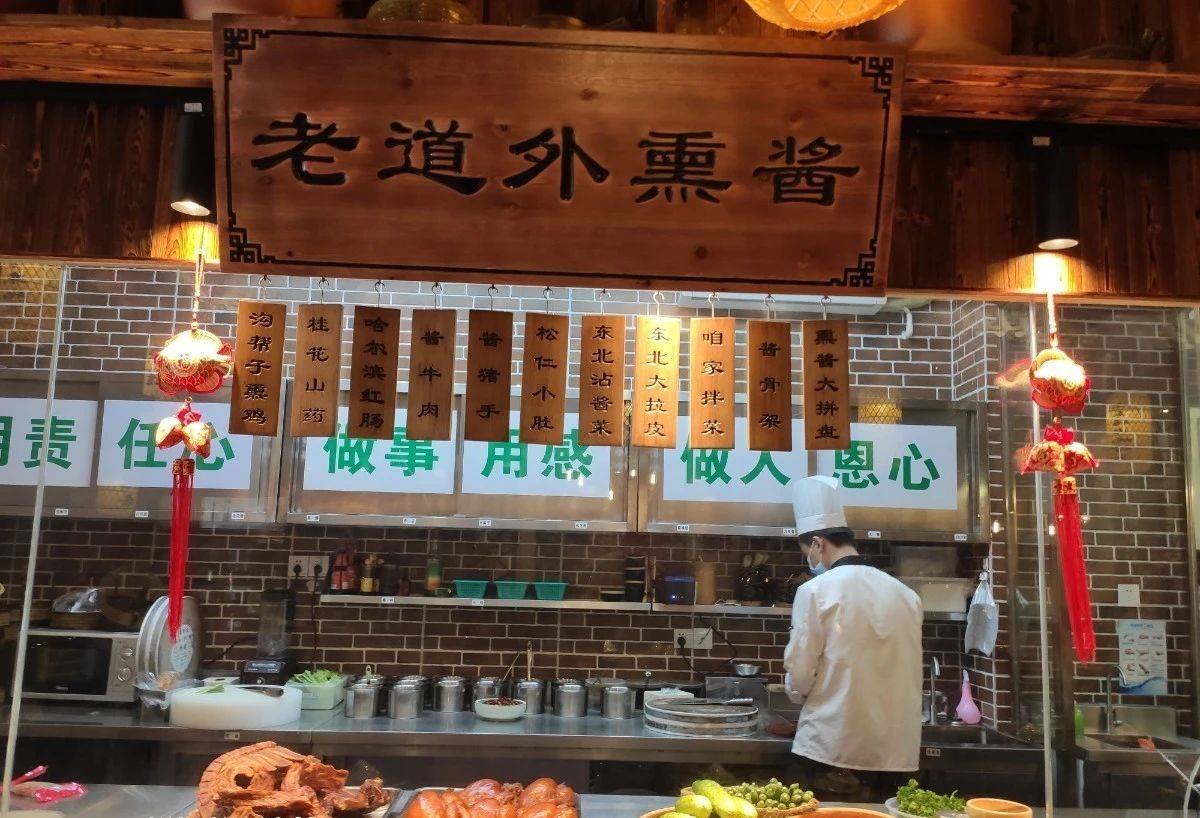 老道外熏酱
沟帮子熏鸡
桂花山药
哈尔滨红肠
酱牛肉
酱猪手
松仁小肚
东北沾酱菜
东北大拉皮
咱家拌菜
酱骨架
熏酱大拼盘
责任心
做事用感
做人恩心